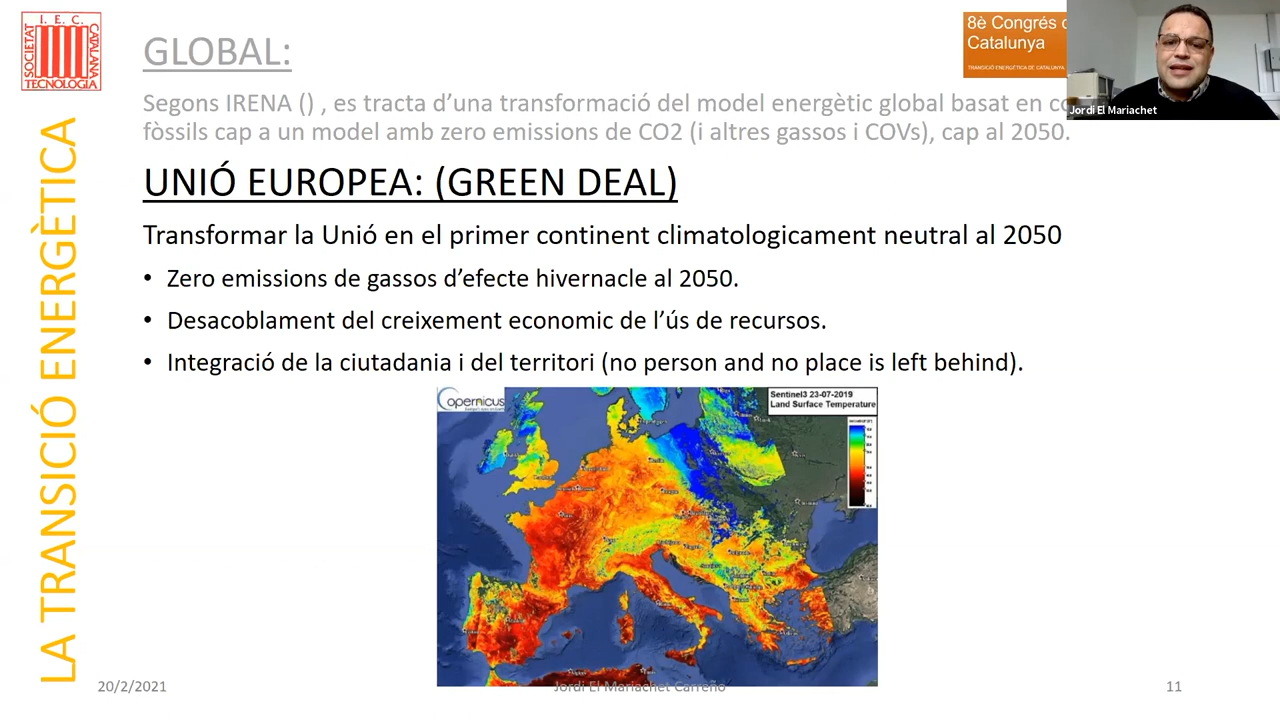 I. E. C.
SOCIETAT
CATALANA
TECNOLOGIA
LA TRANSICIÓ ENERGÈTICA
GLOBAL:
Segons IRENA () , es tracta d'una transformació del model energètic global basat en
fòssils cap a un model amb zero emissions de CO2 (i altres gassos i COVs), cap al 2050.
8è Congrés
Catalunya
TRANSICIÓ ENERGÈTICA DE CATALUNYA
Jordi El Mariachet
UNIÓ EUROPEA: (GREEN DEAL)
Transformar la Unió en el primer continent climatologicament neutral al 2050
• Zero emissions de gassos d'efecte hivernacle al 2050.
• Desacoblament del creixement economic de l'ús de recursos.
• Integració de la ciutadania i del territori (no person and no place is left behind).
Copernicus
Sentinel3 23-07-2019
Land Surface Temperature
20/2/2021
Jordi El Mariachet Carreño
11